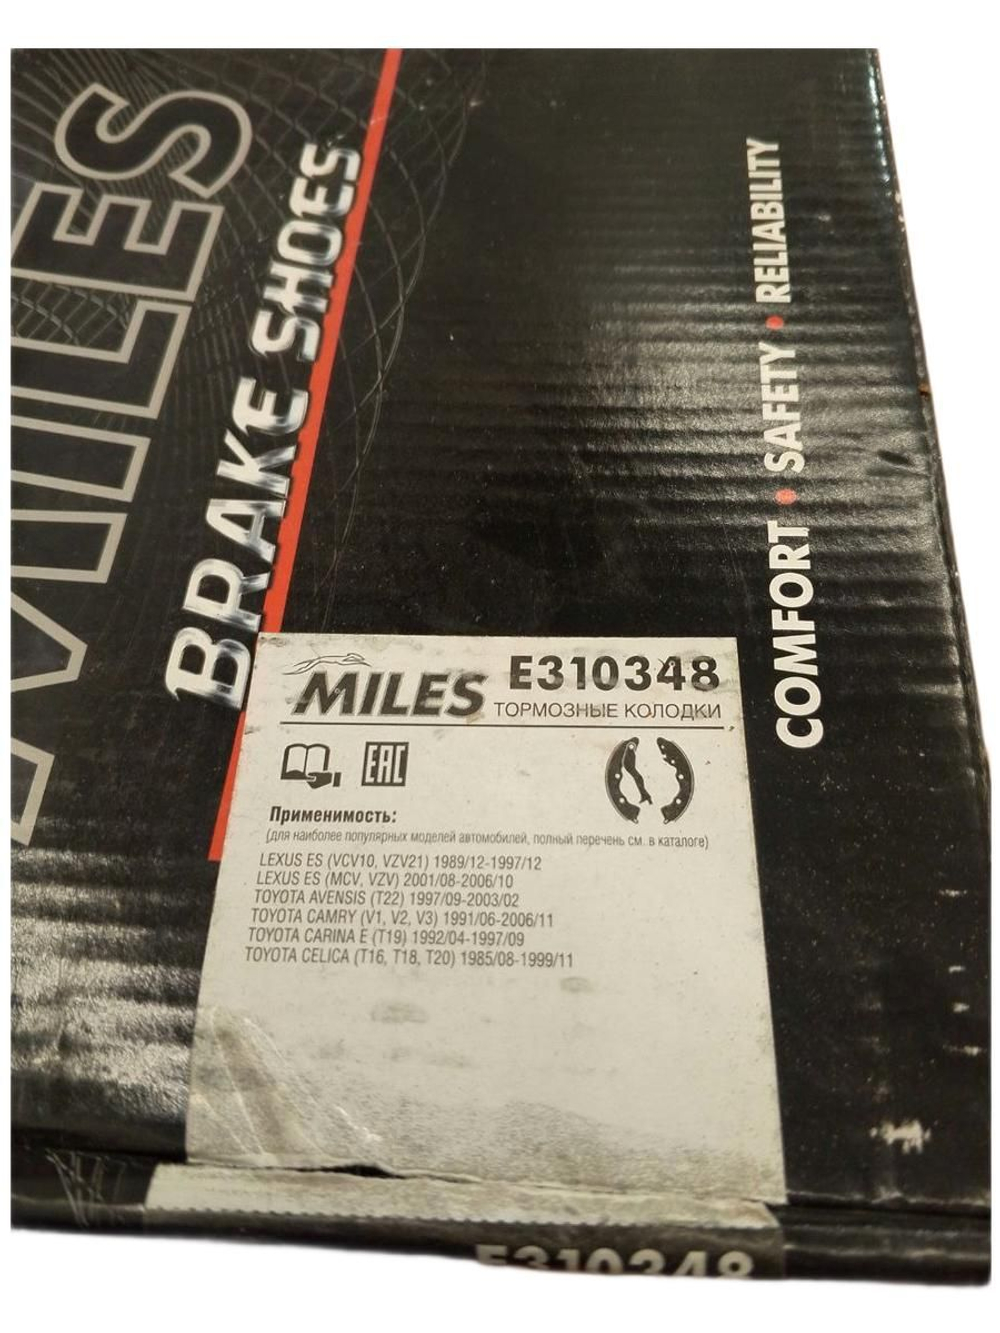 MILES
BRAKE SHOES
COMFORT • SAFETY • RELIABILITY
MILES
E310348
ТОРМОЗНЫЕ КОЛОДКИ
EAC
Применимость:
(для наиболее популярных моделей автомобилей, полный перечень см. в каталоге)
LEXUS ES (VCV10, VZV21) 1989/12-1997/12
LEXUS ES (MCV, VZV) 2001/08-2006/10
TOYOTA AVENSIS (T22) 1997/09-2003/02
TOYOTA CAMRY (V1, V2, V3) 1991/06-2006/11
TOYOTA CARINA E (T19) 1992/04-1997/09
TOYOTA CELICA (T16, T18, T20) 1985/08-1999/11
E310348